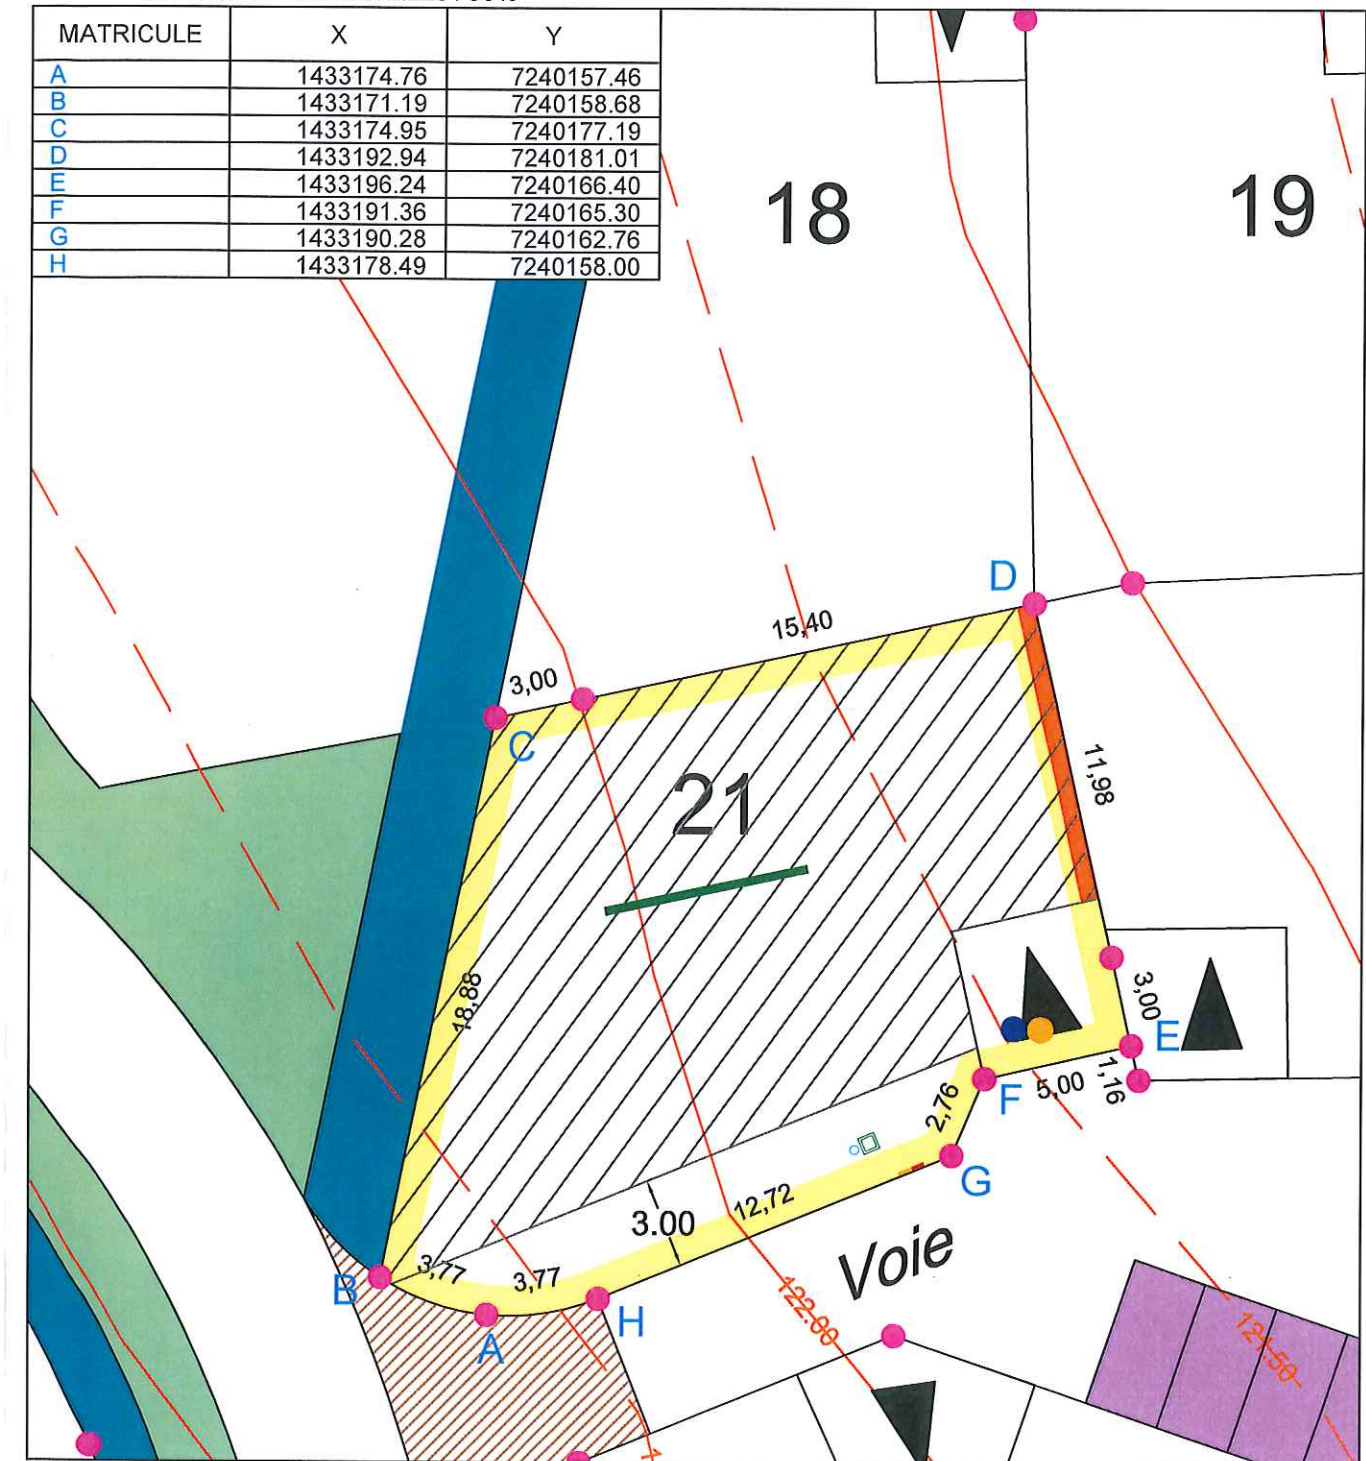 MATRICULE X Y
A 1433174.76 7240157.46
B 1433171.19 7240158.68
C 1433174.95 7240177.19
D 1433192.94 7240181.01
E 1433196.24 7240166.40
F 1433191.36 7240165.30
G 1433190.28 7240162.76
H 1433178.49 7240158.00
18
19
D
15,40
3,00
C
21
11,98
18,88
3,00
E
1,16
5,00
F
2,76
G
12,72
3.00
Voie
B
3,77
3,77
H
A
122.00
121.50